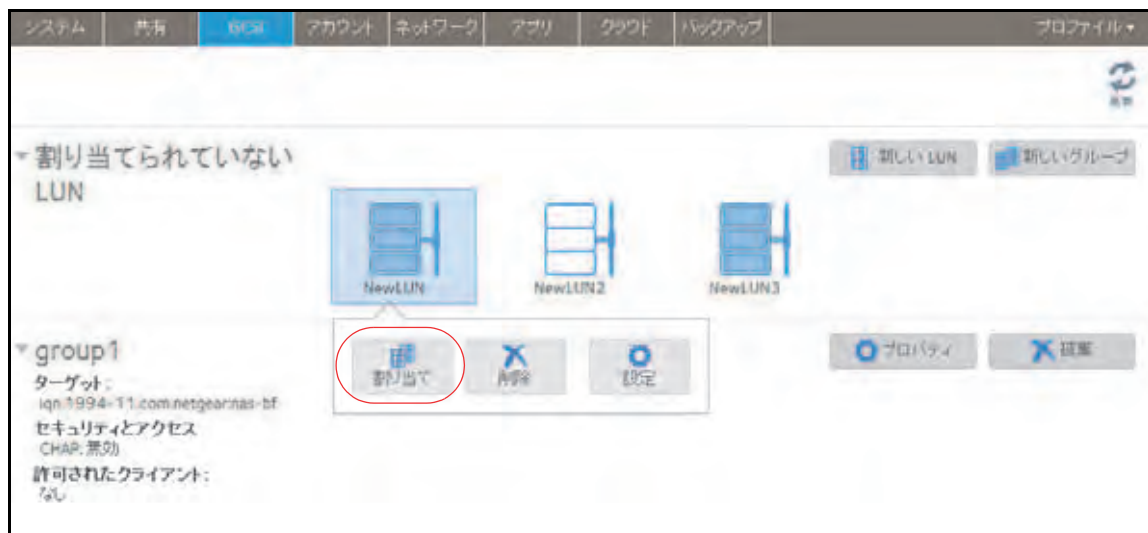 システム 共有 iSCSI アカウント ネットワーク アプリ クラウド バックアップ プロファイル
更新
割り当てられていない
LUN
新しい LUN 新しいグループ
NewLUN NewLUN2 NewLUN3
割り当て 削除 設定
group1
プロパティ 破棄
ターゲット:
iqn.1994-11.com.netgear:nas-bf
セキュリティとアクセス
CHAP: 無効
許可されたクライアント:
なし